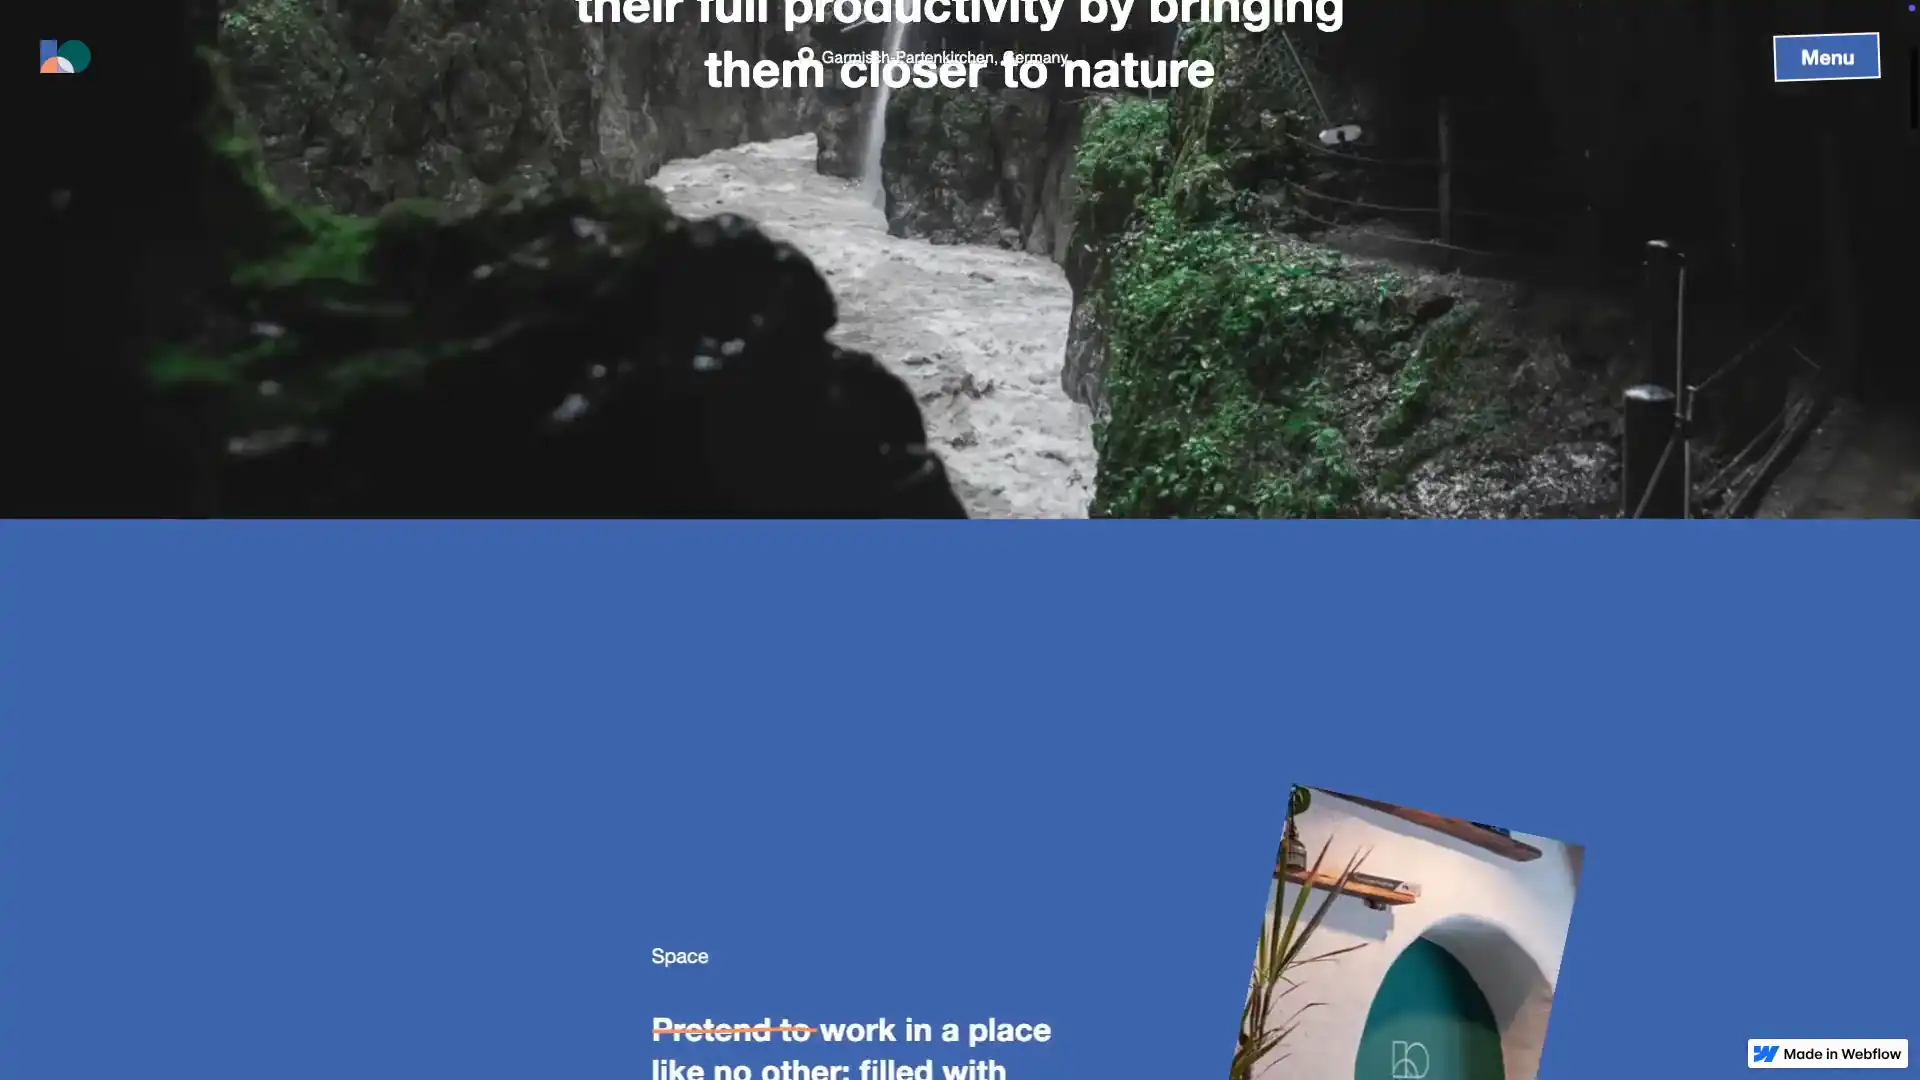 their full productivity by bringing
them closer to nature
Garmisch-Partenkirchen, Germany
Menu
Space
Pretend to work in a place
like no other: filled with
Made in Webflow